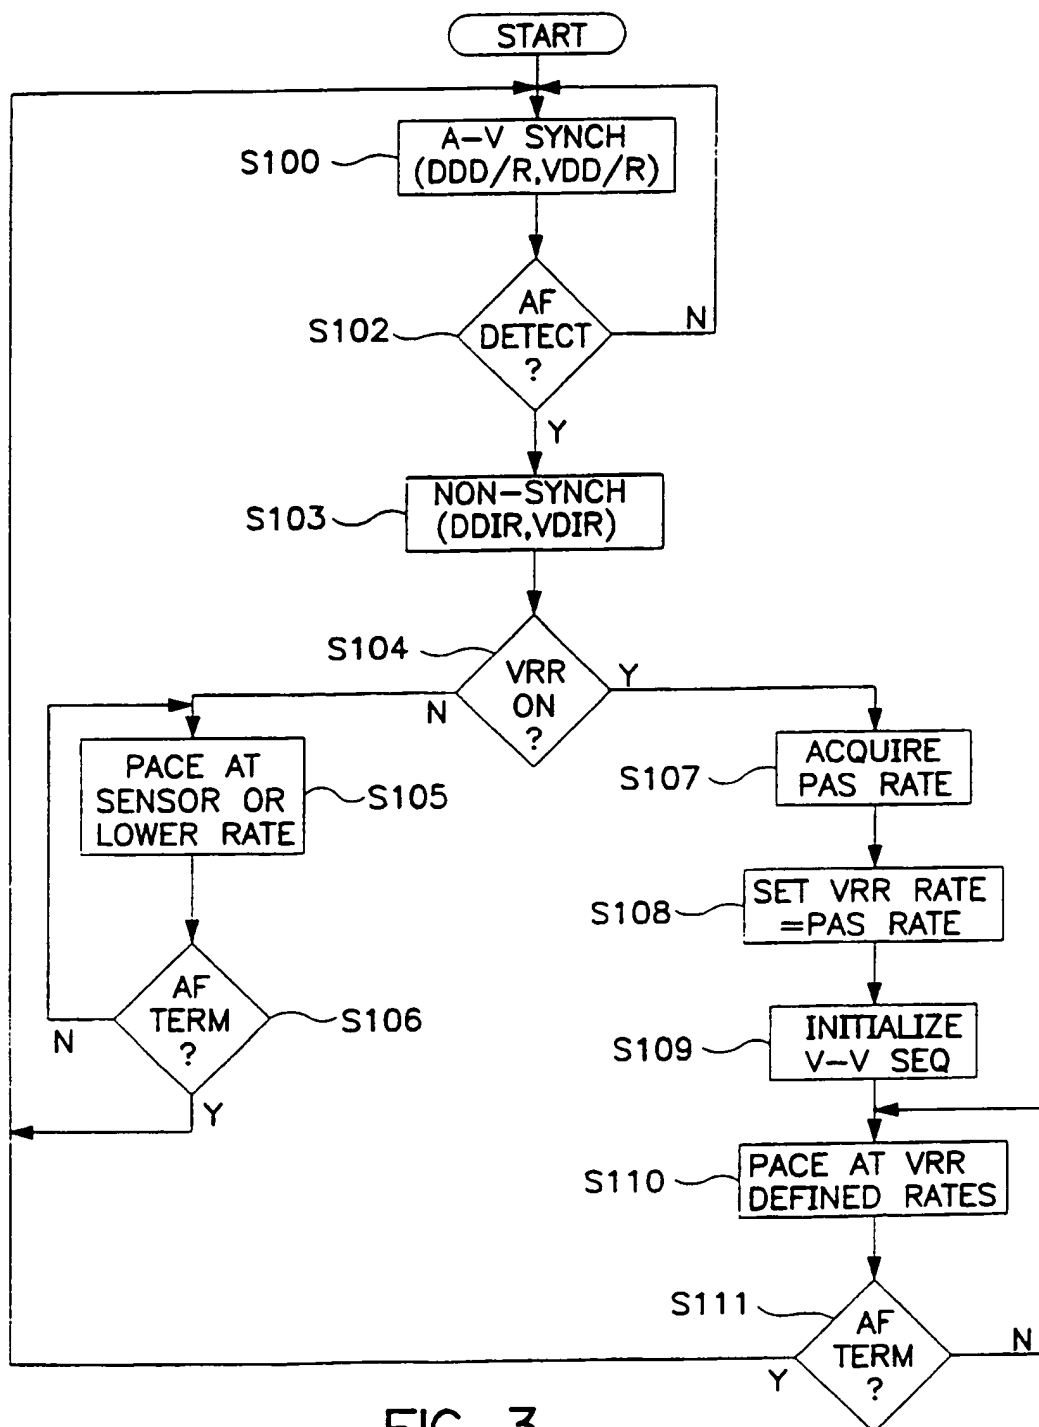 START
S100
A-V SYNCH
(DDD/R,VDD/R)
S102
AF
DETECT
?
N
Y
S103
NON-SYNCH
(DDIR,VDIR)
S104
VRR
ON
?
N
Y
PACE AT
SENSOR OR
LOWER RATE
S105
AF
TERM
?
S106
N
Y
S107
ACQUIRE
PAS RATE
S108
SET VRR RATE
=PAS RATE
S109
INITIALIZE
V-V SEQ
S110
PACE AT VRR
DEFINED RATES
S111
AF
TERM
?
N
Y
FIG. 3